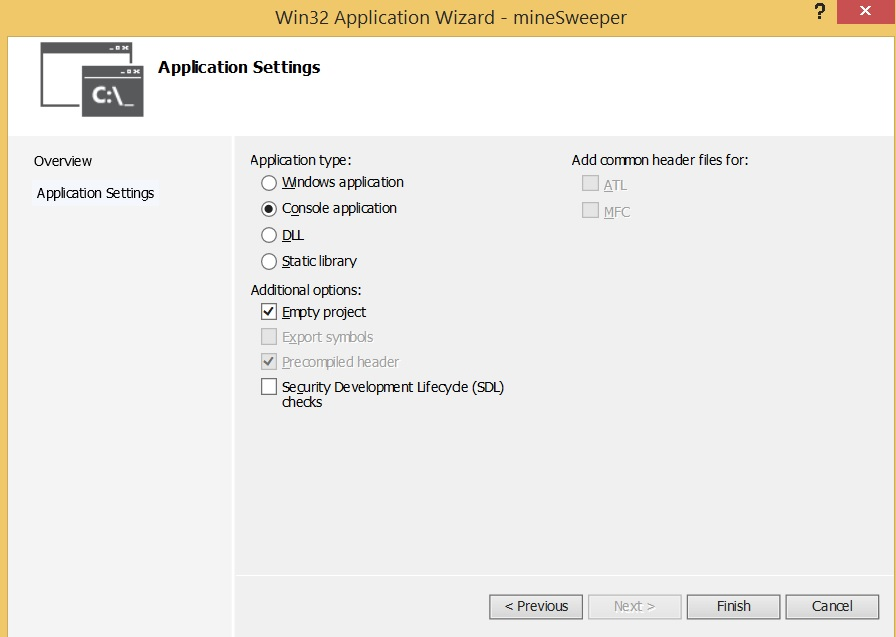 Win32 Application Wizard - mineSweeper
?
C:\_
Application Settings
Overview
Application Settings
Application type:
Windows application
Console application
DLL
Static library
Additional options:
Empty project
Export symbols
Precompiled header
Security Development Lifecycle (SDL)
checks
Add common header files for:
ATL
MFC
< Previous
Next >
Finish
Cancel